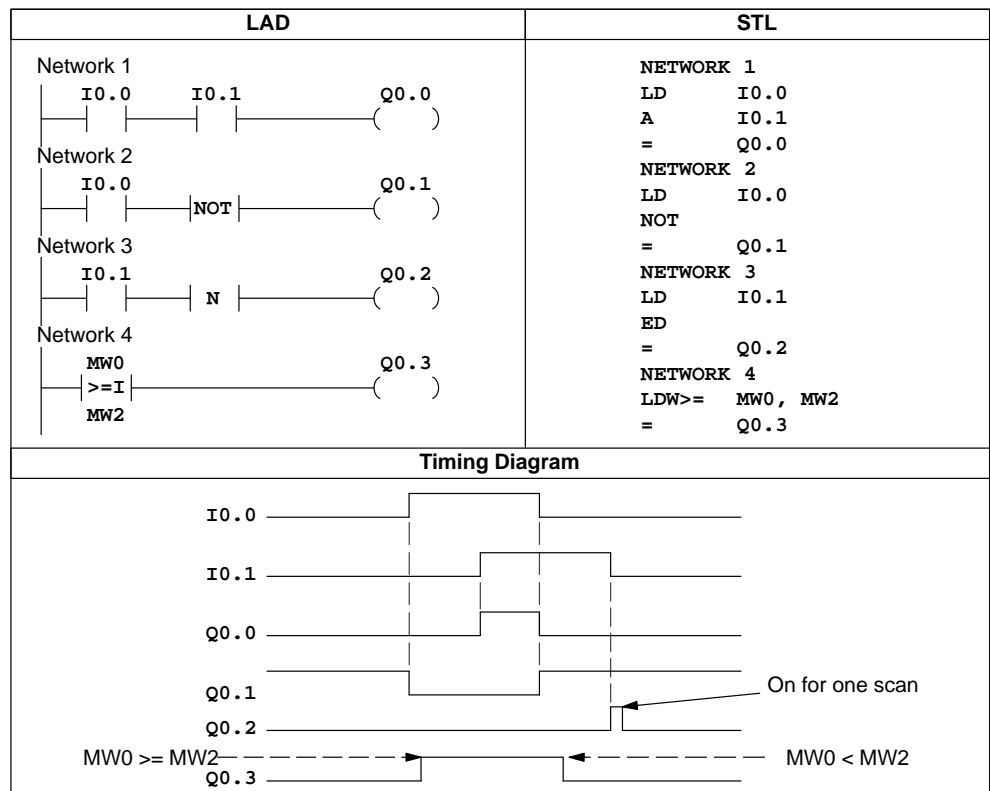 LAD
STL
Network 1
I0.0 I0.1 Q0.0
Network 2
I0.0 Q0.1
NOT
Network 3
I0.1 Q0.2
N
Network 4
MW0 Q0.3
>=I
MW2
NETWORK 1
LD I0.0
A I0.1
= Q0.0
NETWORK 2
LD I0.0
NOT
= Q0.1
NETWORK 3
LD I0.1
ED
= Q0.2
NETWORK 4
LDW>= MW0, MW2
= Q0.3
Timing Diagram
I0.0
I0.1
Q0.0
Q0.1
On for one scan
Q0.2
MW0 >= MW2
MW0 < MW2
Q0.3